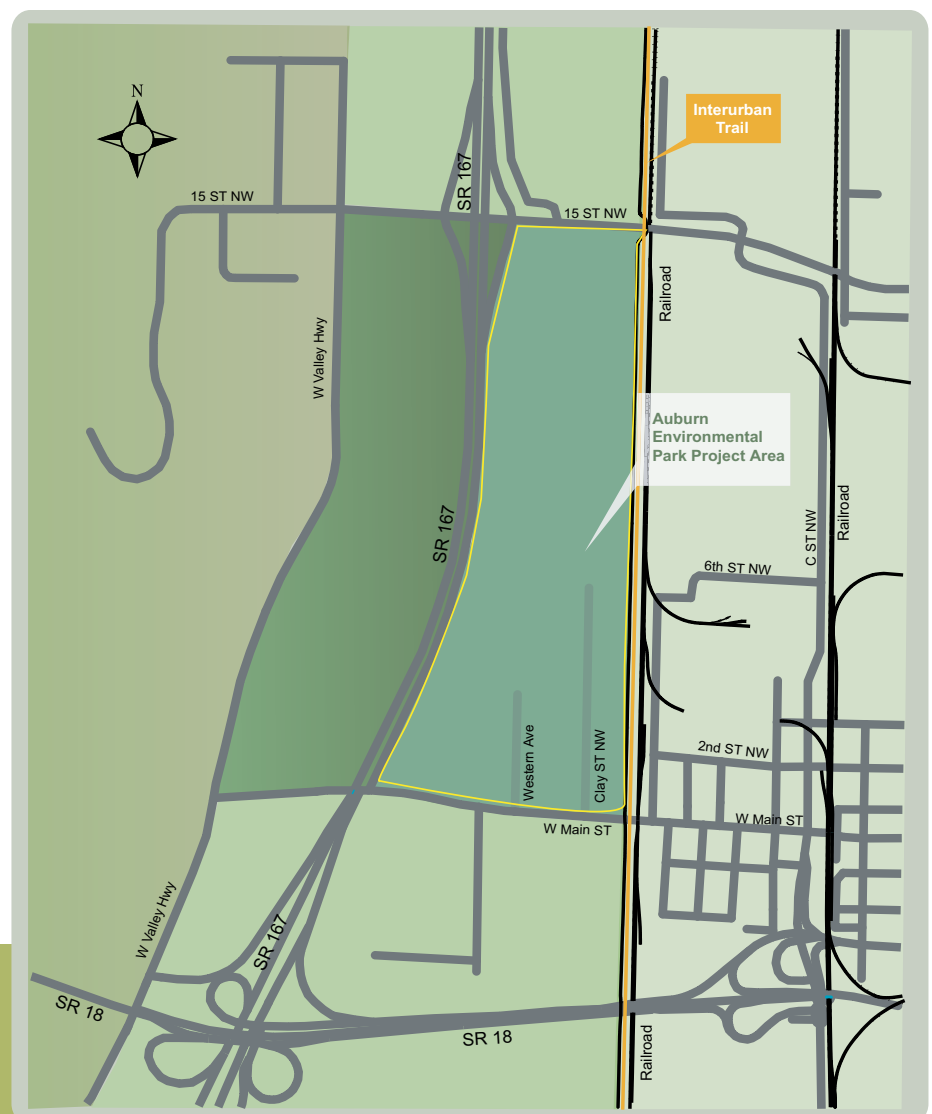 N
Interurban
Trail
SR 167
15 ST NW
15 ST NW
Railroad
W Valley Hwy
Auburn
Environmental
Park Project Area
SR 167
C ST NW
Railroad
6th ST NW
2nd ST NW
Western Ave
Clay ST NW
W Main ST
W Main ST
W Valley Hwy
SR 167
SR 18
SR 18
Railroad